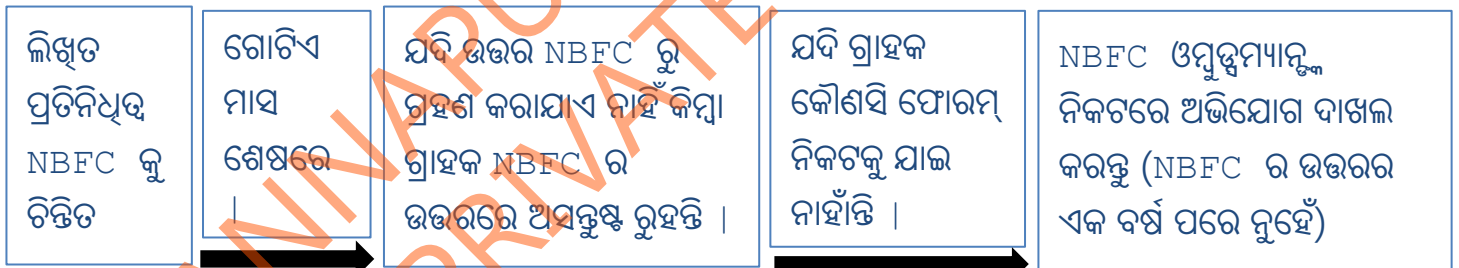 ଲିଖିତ
ପ୍ରତିନିଧିତ୍ୱ
NBFC କୁ
ଚିନ୍ତିତ
ଗୋଟିଏ
ମାସ
ଶେଷରେ
|
ଯଦି ଉତ୍ତର NBFC ରୁ
ଗ୍ରହଣ କରାଯାଏ ନାହିଁ କିମ୍ବା
ଗ୍ରାହକ NBFC ର
ଉତ୍ତରରେ ଅସନ୍ତୁଷ୍ଟ ରୁହନ୍ତି |
ଯଦି ଗ୍ରାହକ
କୌଣସି ଫୋରମ୍
ନିକଟକୁ ଯାଇ
ନାହାଁନ୍ତି |
NBFC ଓମ୍ବୁଡ୍ସମ୍ୟାନ୍ଙ୍କ
ନିକଟରେ ଅଭିଯୋଗ ଦାଖଲ
କରନ୍ତୁ (NBFC ର ଉତ୍ତରର
ଏକ ବର୍ଷ ପରେ ନୁହେଁ)
PRIVATE